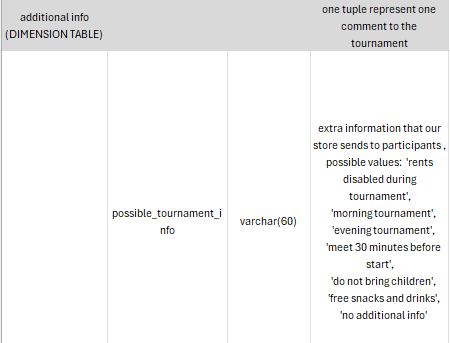 additional info
(DIMENSION TABLE)
one tuple represent one
comment to the
tournament
possible_tournament_i
nfo
varchar(60)
extra information that our
store sends to participants ,
possible values: 'rents
disabled during
tournament',
'morning tournament',
'evening tournament',
'meet 30 minutes before
start',
'do not bring children',
'free snacks and drinks',
'no additional info'